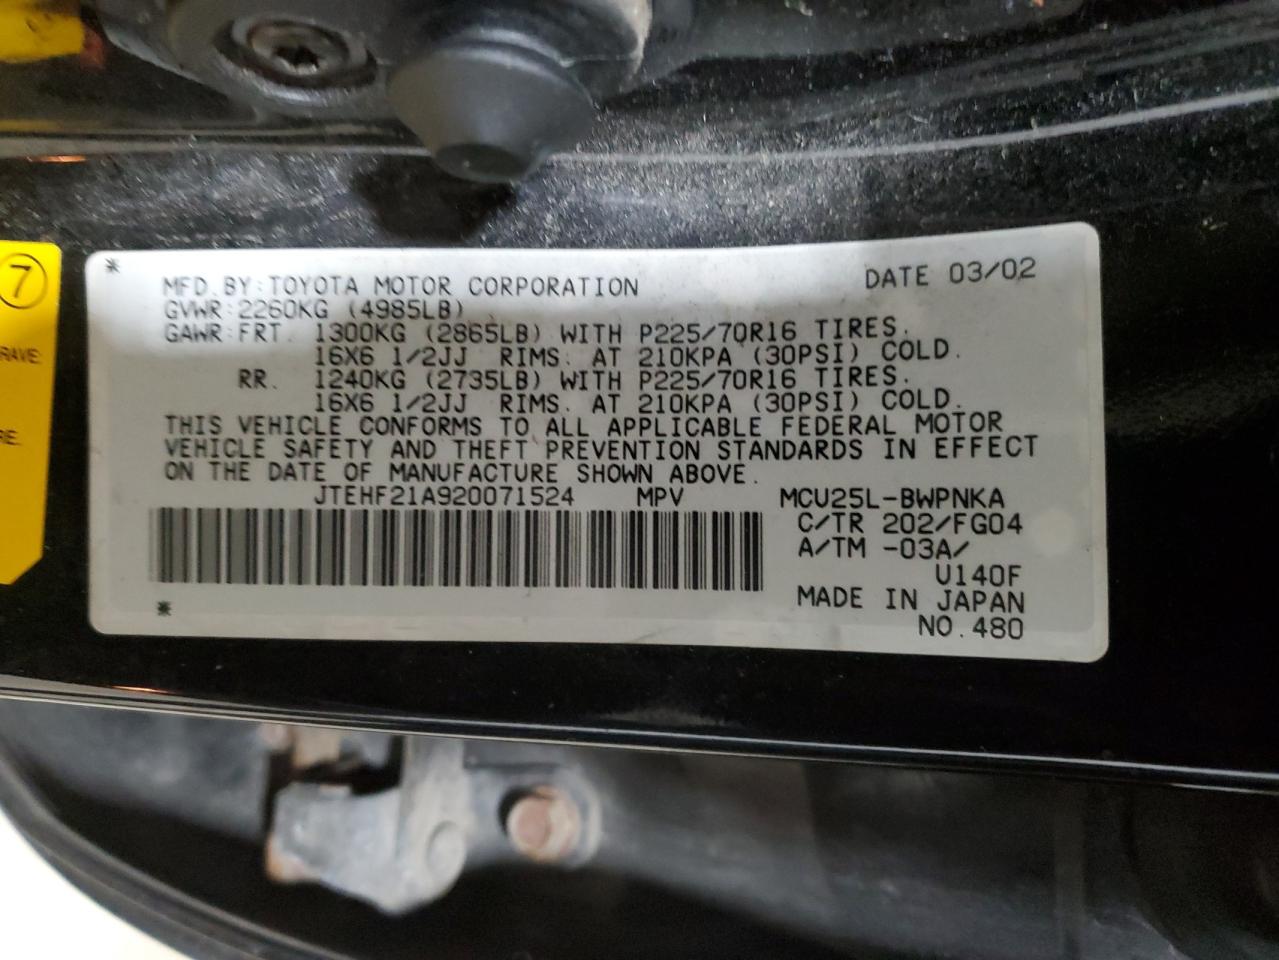 7
RAVE
RE.
* MFD. BY: TOYOTA MOTOR CORPORATION DATE 03/02
GVWR: 2260KG (4985LB)
GAWR: FRT. 1300KG (2865LB) WITH P225/70R16 TIRES.
16X6 1/2JJ RIMS. AT 210KPA (30PSI) COLD.
RR. 1240KG (2735LB) WITH P225/70R16 TIRES.
16X6 1/2JJ RIMS. AT 210KPA (30PSI) COLD.
THIS VEHICLE CONFORMS TO ALL APPLICABLE FEDERAL MOTOR
VEHICLE SAFETY AND THEFT PREVENTION STANDARDS IN EFFECT
ON THE DATE OF MANUFACTURE SHOWN ABOVE.
JTEHF21A920071524 MPV MCU25L-BWPNKA
C/TR 202/FG04
A/TM -03A/
U140F
* MADE IN JAPAN
NO. 480